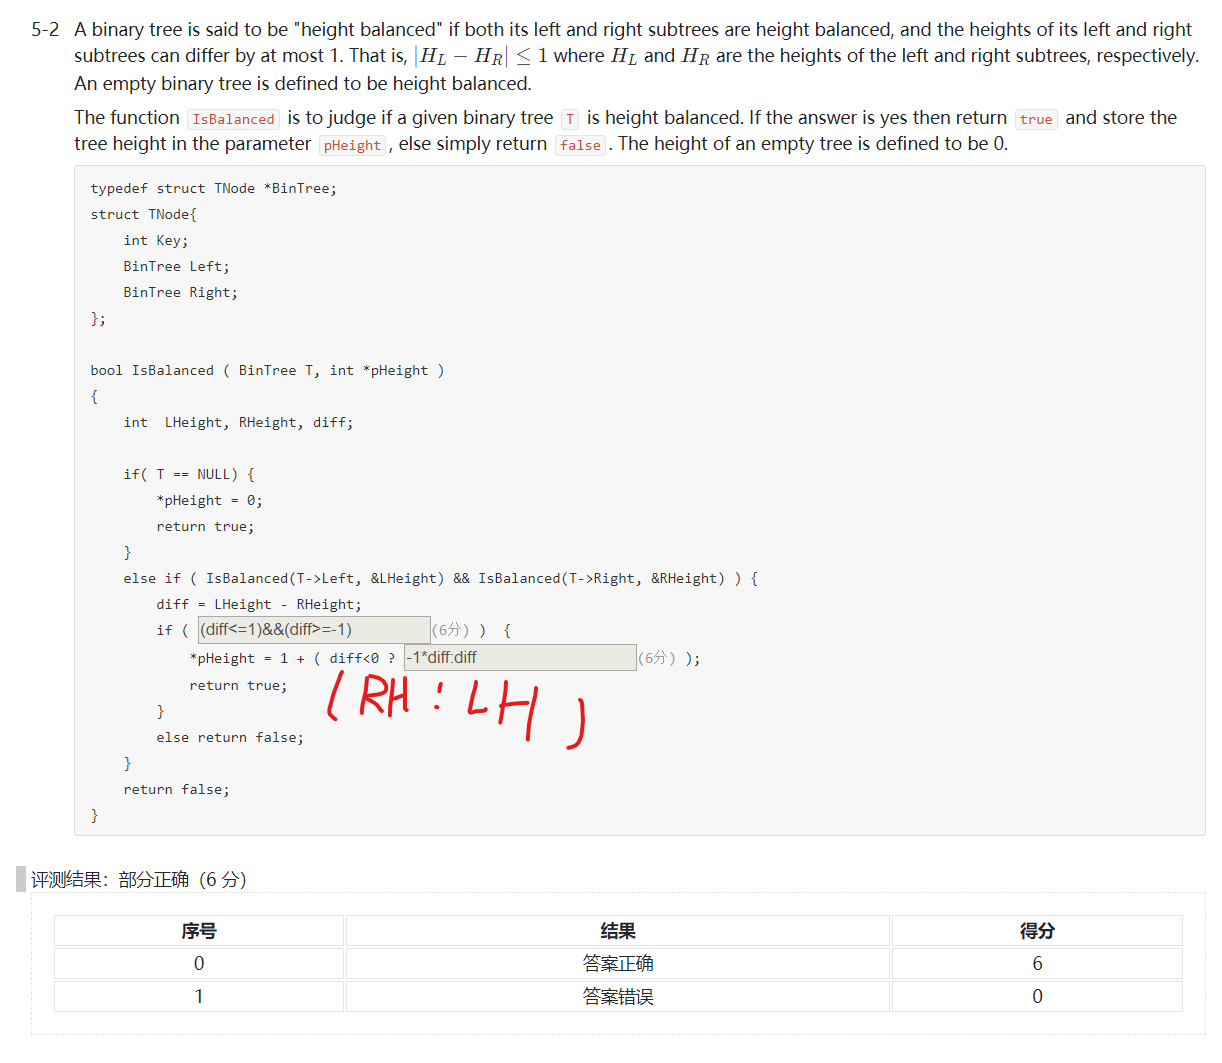 5-2 A binary tree is said to be "height balanced" if both its left and right subtrees are height balanced, and the heights of its left and right
subtrees can differ by at most 1. That is, |H_L − H_R| ≤ 1 where H_L and H_R are the heights of the left and right subtrees, respectively.
An empty binary tree is defined to be height balanced.
The function IsBalanced is to judge if a given binary tree T is height balanced. If the answer is yes then return true and store the
tree height in the parameter pHeight , else simply return false . The height of an empty tree is defined to be 0.
typedef struct TNode *BinTree;
struct TNode{
    int Key;
    BinTree Left;
    BinTree Right;
};
bool IsBalanced ( BinTree T, int *pHeight )
{
    int  LHeight, RHeight, diff;
    if( T == NULL) {
        *pHeight = 0;
        return true;
    }
    else if ( IsBalanced(T->Left, &LHeight) && IsBalanced(T->Right, &RHeight) ) {
        diff = LHeight - RHeight;
        if ( (diff<=1)&&(diff>=-1) (6分) )  {
            *pHeight = 1 + ( diff<0 ? -1*diff:diff (6分) );
            return true;
(RH : LH )
        }
        else return false;
    }
    return false;
}
评测结果：部分正确（6 分）
序号 结果 得分
0 答案正确 6
1 答案错误 0